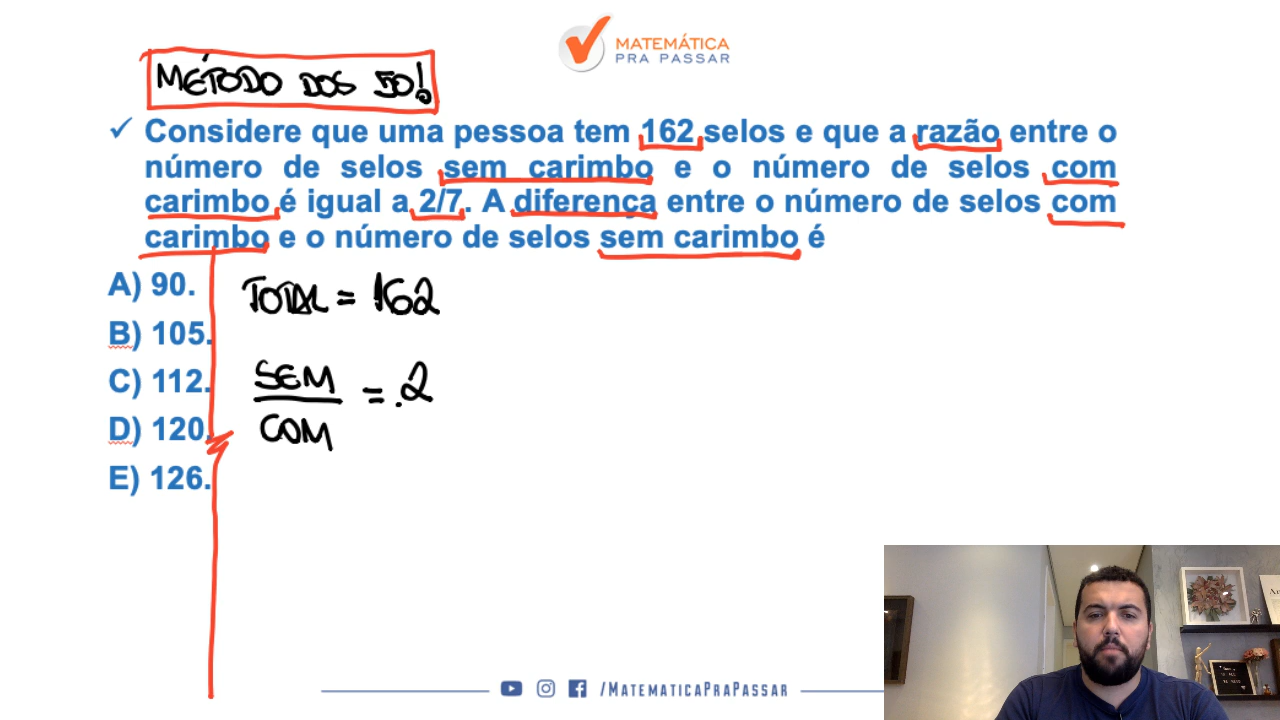 MATEMÁTICA
PRA PASSAR
MÉTODO DOS 50!
✓ Considere que uma pessoa tem 162 selos e que a razão entre o
número de selos sem carimbo e o número de selos com
carimbo é igual a 2/7. A diferença entre o número de selos com
carimbo e o número de selos sem carimbo é
A) 90.
B) 105.
C) 112.
D) 120.
E) 126.
TOTAL = 162
SEM
= 2
COM
/MATEMATICAPRAPASSAR